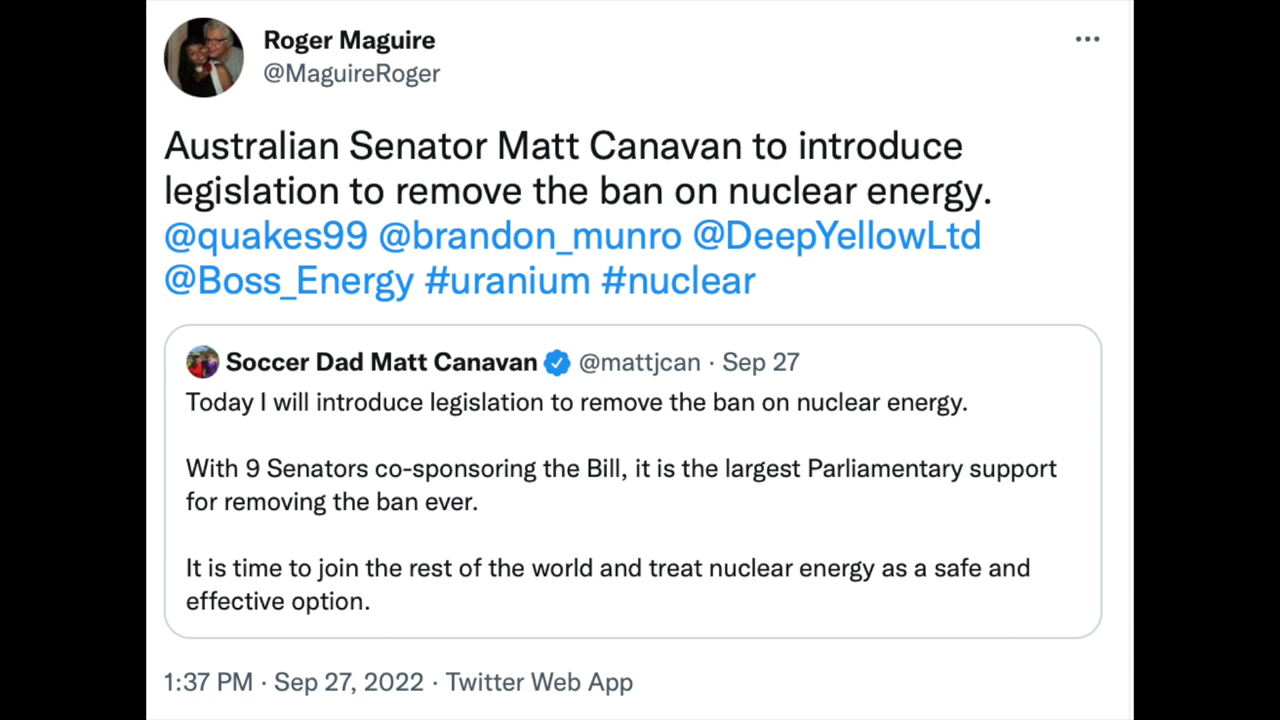 Roger Maguire
@MaguireRoger
Australian Senator Matt Canavan to introduce
legislation to remove the ban on nuclear energy.
@quakes99 @brandon_munro @DeepYellowLtd
@Boss_Energy #uranium #nuclear
Soccer Dad Matt Canavan @mattjcan · Sep 27
Today I will introduce legislation to remove the ban on nuclear energy.
With 9 Senators co-sponsoring the Bill, it is the largest Parliamentary support
for removing the ban ever.
It is time to join the rest of the world and treat nuclear energy as a safe and
effective option.
1:37 PM · Sep 27, 2022 · Twitter Web App